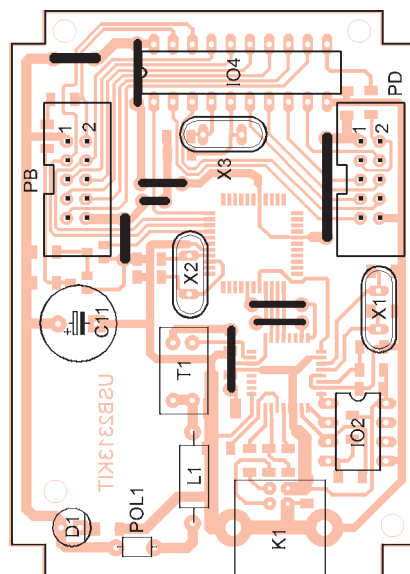 IO4
PD
1
2
PB
1
2
X3
X2
C11
X1
T1
USB2313KIT
IO2
L1
D1
POL1
K1